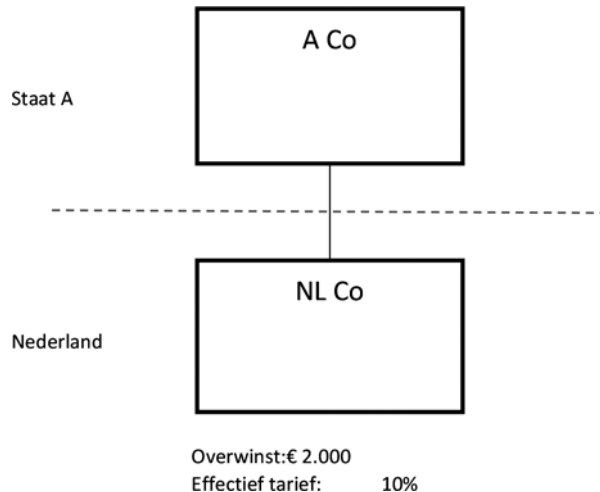 A Co
Staat A
NL Co
Nederland
Overwinst:€ 2.000
Effectief tarief: 10%